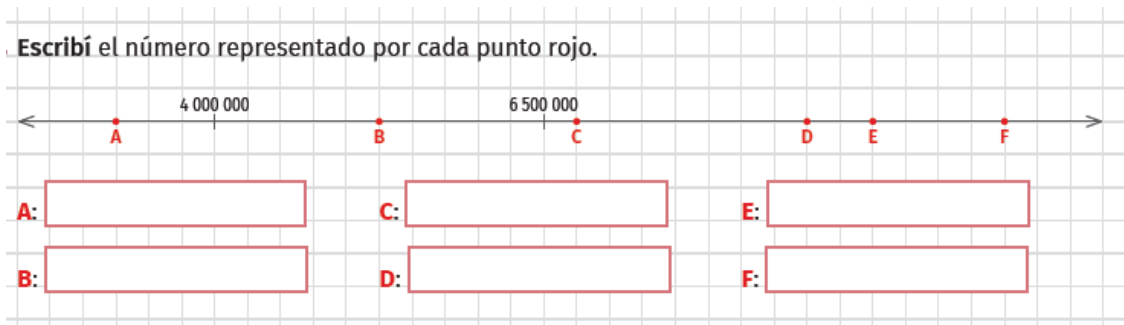 Escribí el número representado por cada punto rojo.
4 000 000 6 500 000
A B C D E F
A: C: E:
B: D: F: